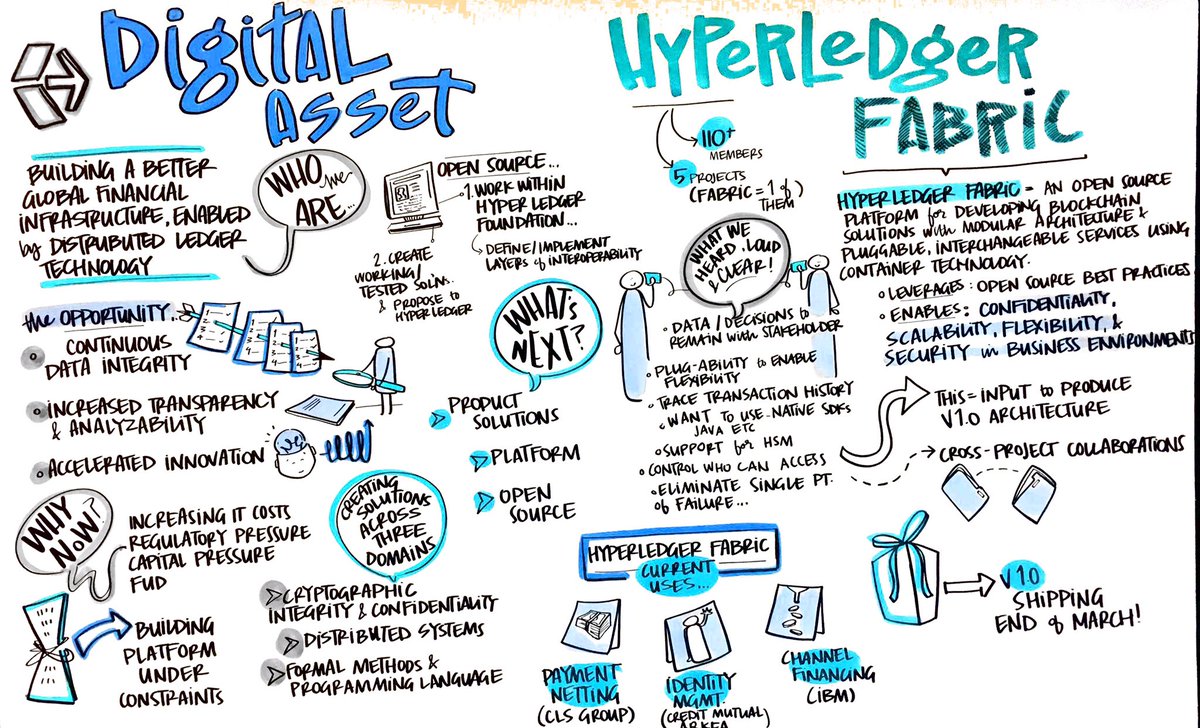 Digital
Asset
BUILDING A BETTER
GLOBAL FINANCIAL
INFRASTRUCTURE, ENABLED
by DISTRIBUTED LEDGER
TECHNOLOGY
WHO we
ARE...
OPEN SOURCE...
1. WORK WITHIN
HYPERLEDGER
FOUNDATION...
DEFINE/IMPLEMENT
LAYERS of INTEROPERABILITY
2. CREATE
WORKING/
TESTED SOLNS.
& PROPOSE to
HYPERLEDGER
the OPPORTUNITY...
CONTINUOUS
DATA INTEGRITY
INCREASED TRANSPARENCY
& ANALYZABILITY
ACCELERATED INNOVATION
WHY
NOW?
INCREASING IT COSTS
REGULATORY PRESSURE
CAPITAL PRESSURE
FUD
BUILDING
PLATFORM
UNDER
CONSTRAINTS
CREATING
SOLUTIONS
ACROSS
THREE
DOMAINS
CRYPTOGRAPHIC
INTEGRITY & CONFIDENTIALITY
DISTRIBUTED SYSTEMS
FORMAL METHODS &
PROGRAMMING LANGUAGE
WHAT'S
NEXT?
PRODUCT
SOLUTIONS
PLATFORM
OPEN
SOURCE
HYPERLEDGER
FABRIC
110+
MEMBERS
5 PROJECTS
(FABRIC = 1 of
THEM)
HYPERLEDGER FABRIC = AN OPEN SOURCE
PLATFORM for DEVELOPING BLOCKCHAIN
SOLUTIONS with MODULAR ARCHITECTURE &
PLUGGABLE, INTERCHANGEABLE SERVICES USING
CONTAINER TECHNOLOGY.
LEVERAGES: OPEN SOURCE BEST PRACTICES
ENABLES: CONFIDENTIALITY,
SCALABILITY, FLEXIBILITY, &
SECURITY in BUSINESS ENVIRONMENTS
WHAT WE
HEARD, LOUD
& CLEAR!
DATA/DECISIONS to
REMAIN with STAKEHOLDER
PLUG-ABILITY to ENABLE
FLEXIBILITY
TRACE TRANSACTION HISTORY
WANT TO USE NATIVE SDFs
JAVA ETC
SUPPORT for HSM
CONTROL WHO CAN ACCESS
ELIMINATE SINGLE PT.
of FAILURE...
THIS = INPUT to PRODUCE
V1.0 ARCHITECTURE
CROSS-PROJECT COLLABORATIONS
HYPERLEDGER FABRIC
CURRENT
USES...
PAYMENT
NETTING
(CLS GROUP)
IDENTITY
MGMT.
(CREDIT MUTUAL
ARKEA
CHANNEL
FINANCING
(IBM)
V 1.0
SHIPPING
END of MARCH!